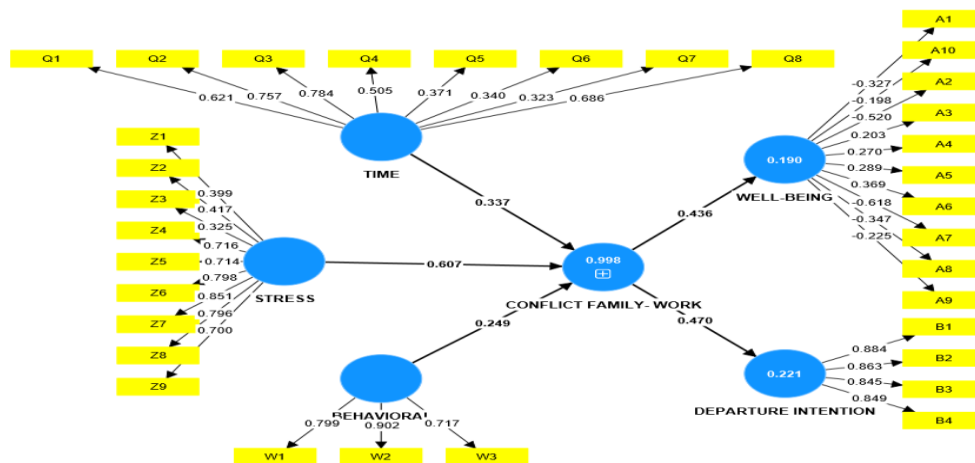 A1
Q1 Q2 Q3 Q4 Q5 Q6 Q7 Q8
A10
A2
0.621 0.757 0.784 0.505 0.371 0.340 0.323 0.686
-0.327
-0.198
-0.520
0.203
0.270
0.289
0.369
-0.618
-0.347
-0.225
A3
A4
A5
A6
A7
A8
A9
TIME
0.190
WELL-BEING
Z1
Z2
Z3
Z4
Z5
Z6
Z7
Z8
Z9
0.399
0.417
0.325
0.716
0.714
0.798
0.851
0.796
0.700
STRESS
0.337
0.607
0.249
0.998
CONFLICT FAMILY- WORK
0.436
0.470
BEHAVIORAL
0.799 0.902 0.717
W1 W2 W3
0.221
DEPARTURE INTENTION
0.884
0.863
0.845
0.849
B1
B2
B3
B4